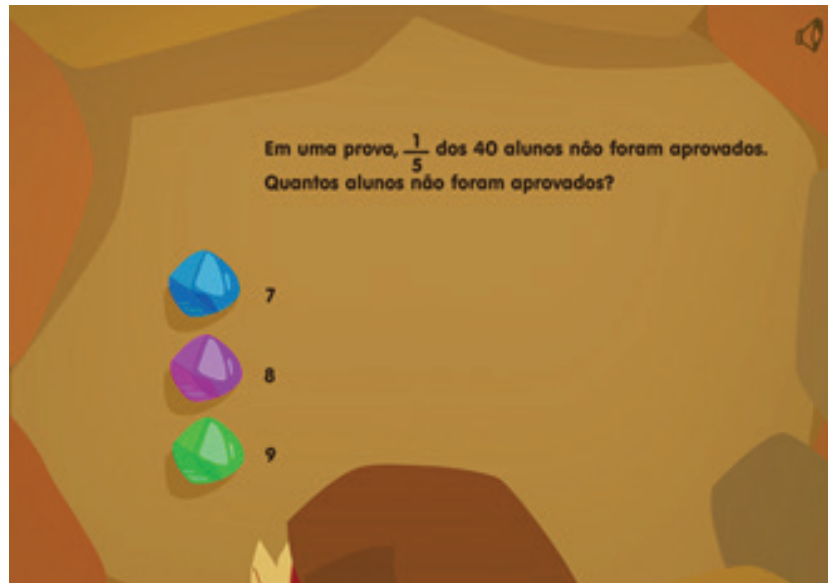 Em uma prova, 1/5 dos 40 alunos não foram aprovados.
Quantos alunos não foram aprovados?
7
8
9